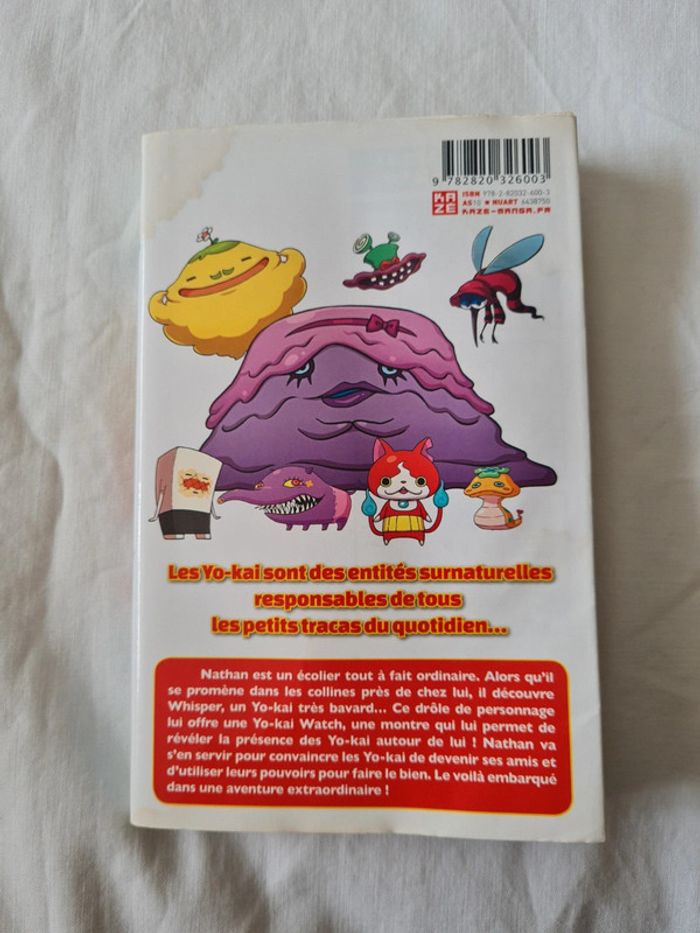 9 782820 326003
KAZÉ
ISBN 978-2-82032-600-3
AS10 ★ NUART 6438750
KAZE-MANGA.FR
Les Yo-kai sont des entités surnaturelles
responsables de tous
les petits tracas du quotidien...
Nathan est un écolier tout à fait ordinaire. Alors qu'il
se promène dans les collines près de chez lui, il découvre
Whisper, un Yo-kai très bavard... Ce drôle de personnage
lui offre une Yo-kai Watch, une montre qui lui permet de
révéler la présence des Yo-kai autour de lui ! Nathan va
s'en servir pour convaincre les Yo-kai de devenir ses amis et
d'utiliser leurs pouvoirs pour faire le bien. Le voilà embarqué
dans une aventure extraordinaire !